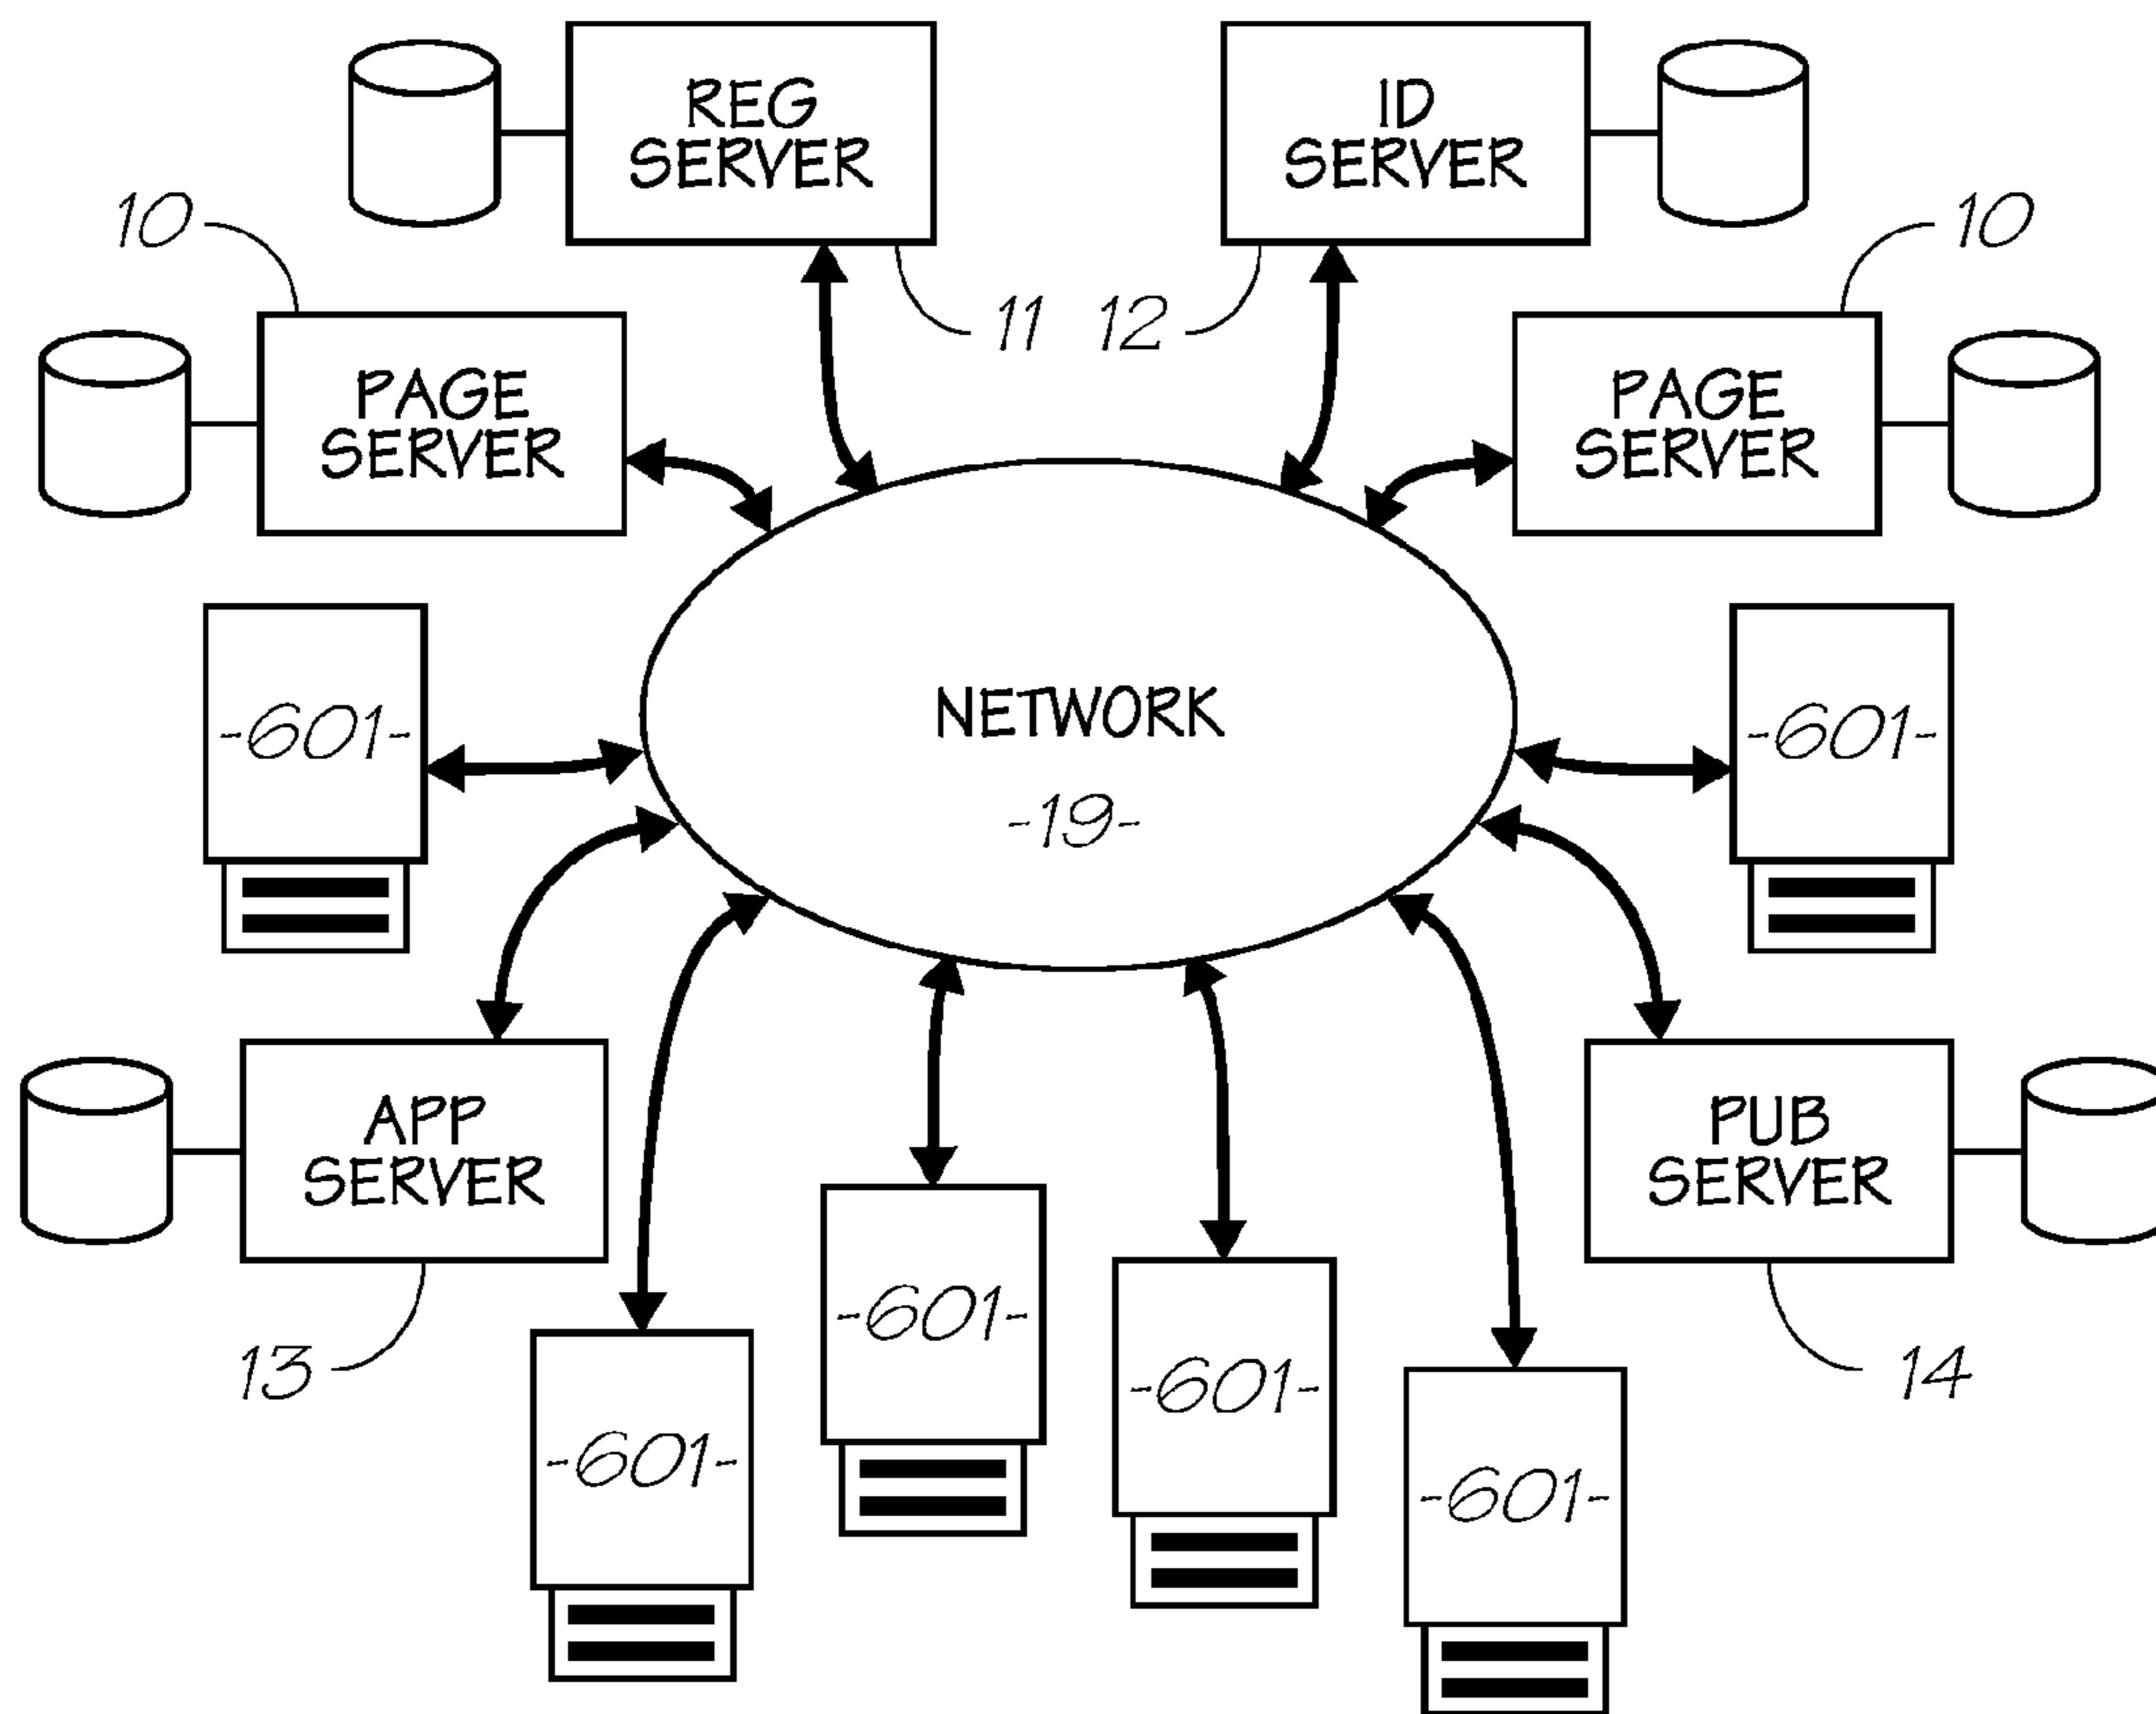 REG
SERVER
ID
SERVER
10
10
11
12
PAGE
SERVER
PAGE
SERVER
-601-
NETWORK
-19-
-601-
APP
SERVER
PUB
SERVER
13
14
-601-
-601-
-601-
-601-